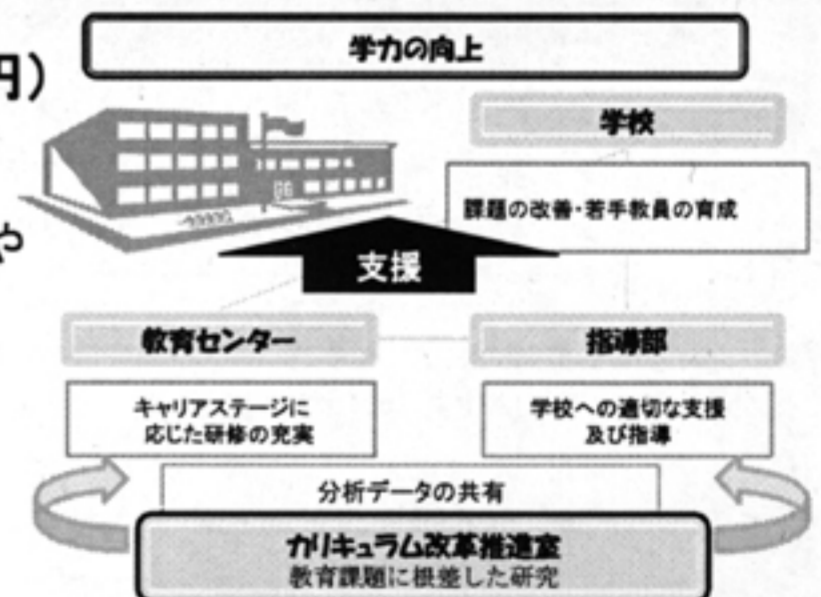 学力の向上
円)
学校
課題の改善・若手教員の育成
や
支援
教育センター
指導部
キャリアステージに
応じた研修の充実
学校への適切な支援
及び指導
分析データの共有
カリキュラム改革推進室
教育課題に根差した研究